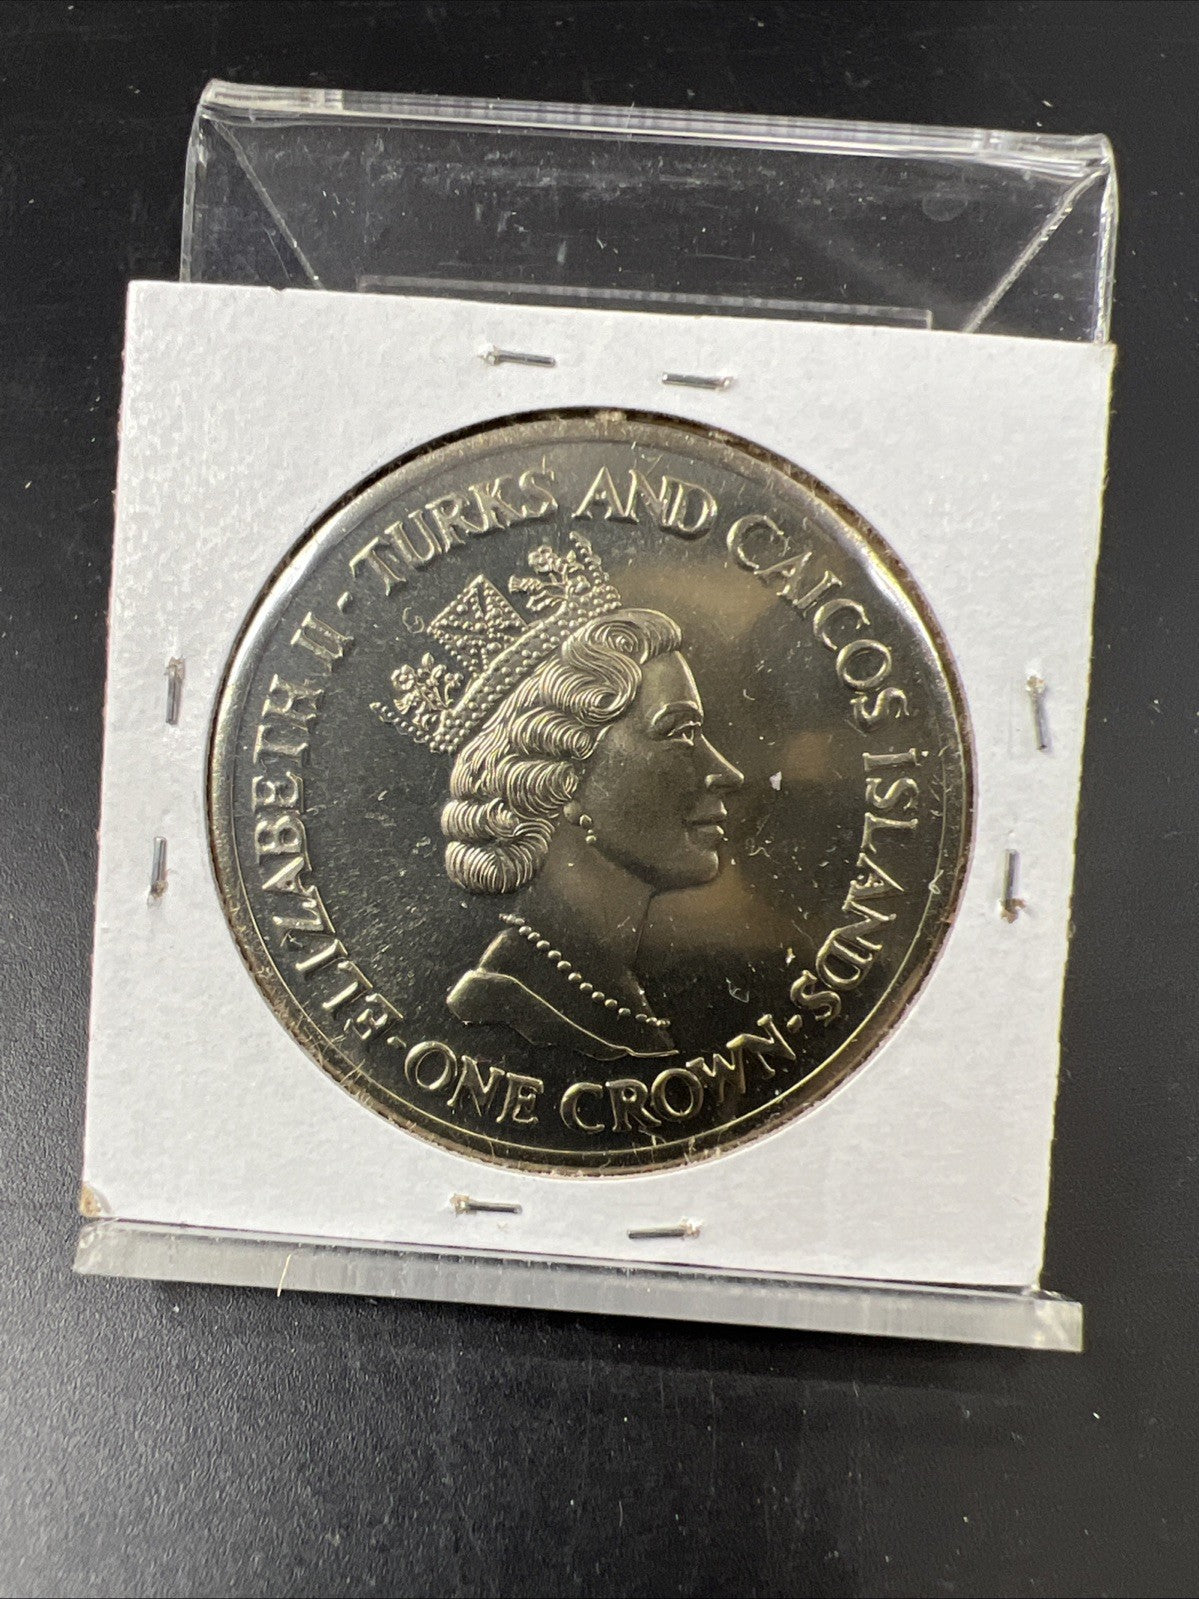 ELIZABETH II - TURKS AND CAICOS ISLANDS -
ONE CROWN -